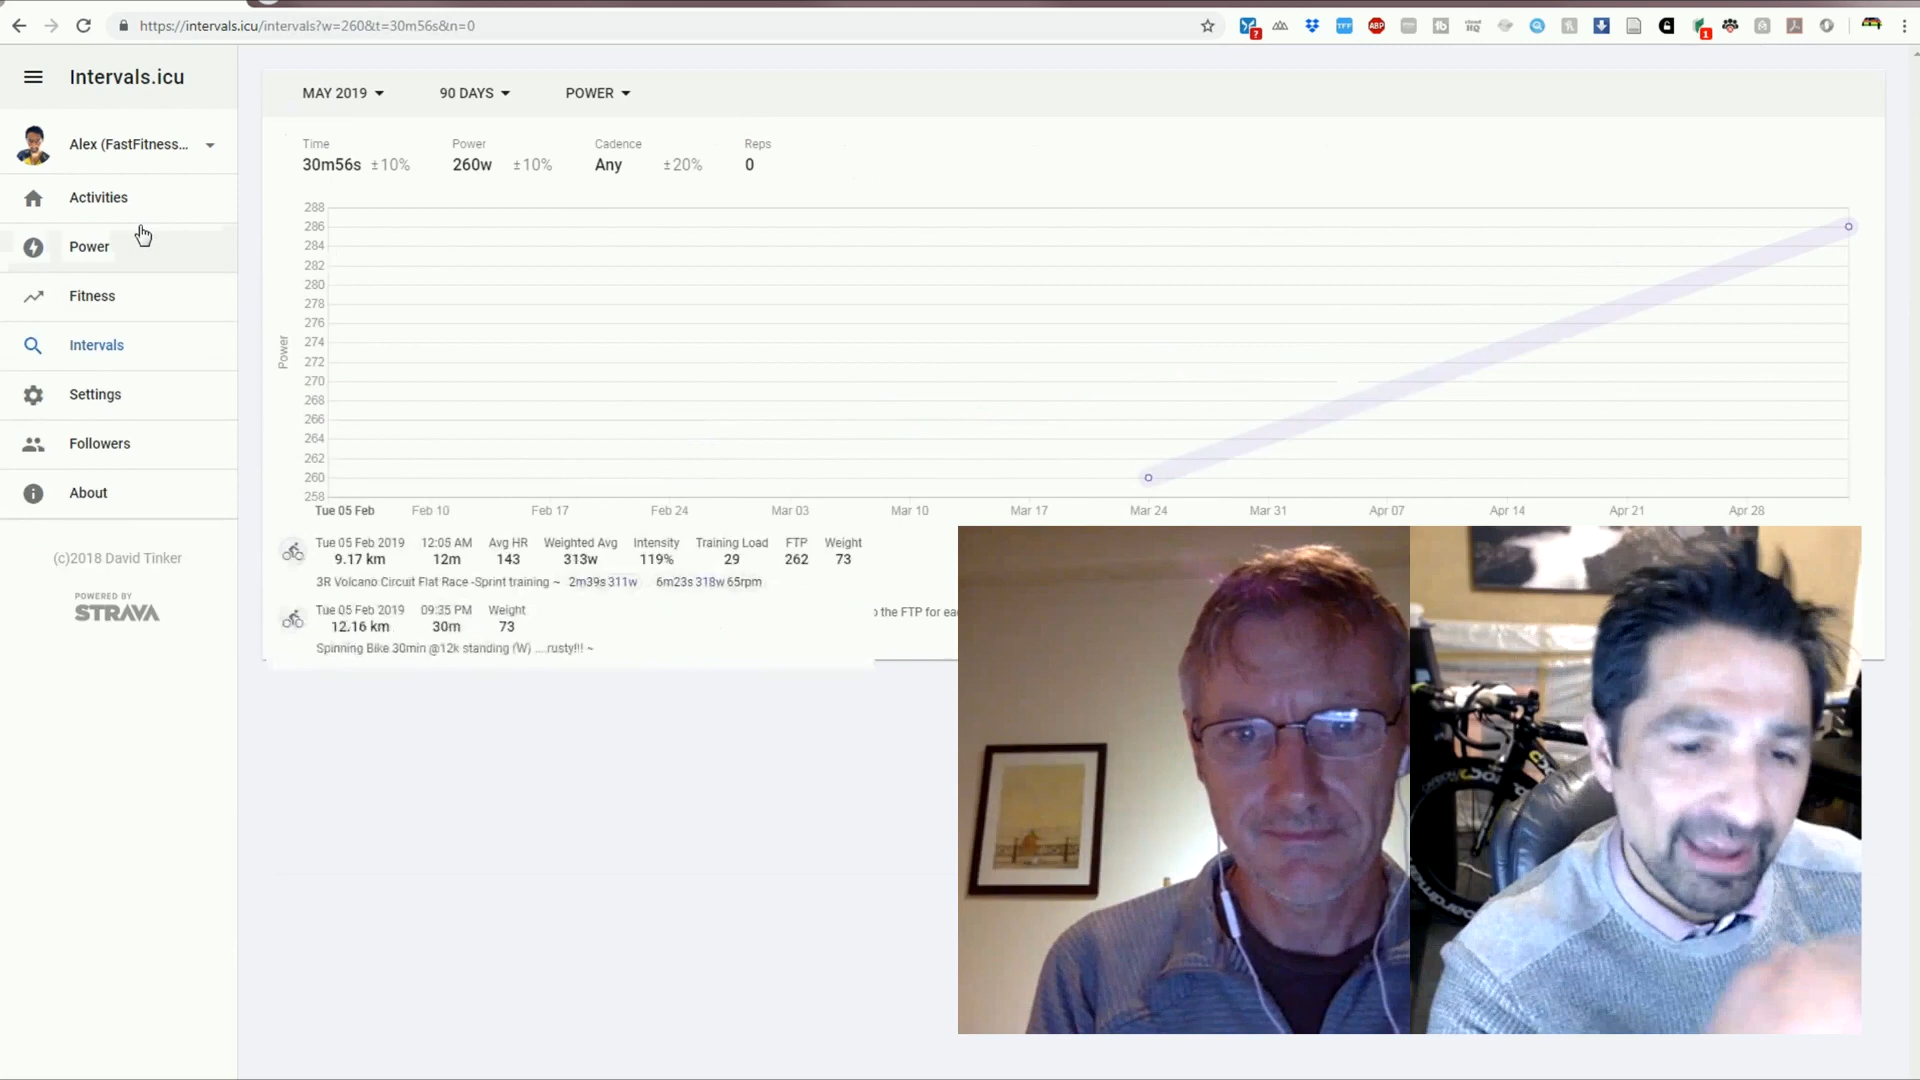 https://intervals.icu/intervals?w=260&t=30m56s&n=0
Intervals.icu
Alex (FastFitness...
Activities
Power
Fitness
Intervals
Settings
Followers
About
(c)2018 David Tinker
POWERED BY
STRAVA
MAY 2019 90 DAYS POWER
Time Power Cadence Reps
30m56s ±10% 260w ±10% Any ±20% 0
Power
288
286
284
282
280
278
276
274
272
270
268
266
264
262
260
258
Tue 05 Feb Feb 10 Feb 17 Feb 24 Mar 03 Mar 10 Mar 17 Mar 24 Mar 31 Apr 07 Apr 14 Apr 21 Apr 28
Tue 05 Feb 2019 12:05 AM Avg HR Weighted Avg Intensity Training Load FTP Weight
9.17 km 12m 143 313w 119% 29 262 73
3R Volcano Circuit Flat Race -Sprint training ~ 2m39s 311w 6m23s 318w 65rpm
Tue 05 Feb 2019 09:35 PM Weight
12.16 km 30m 73
Spinning Bike 30min @12k standing (W) ....rusty!!! ~
the FTP for ea